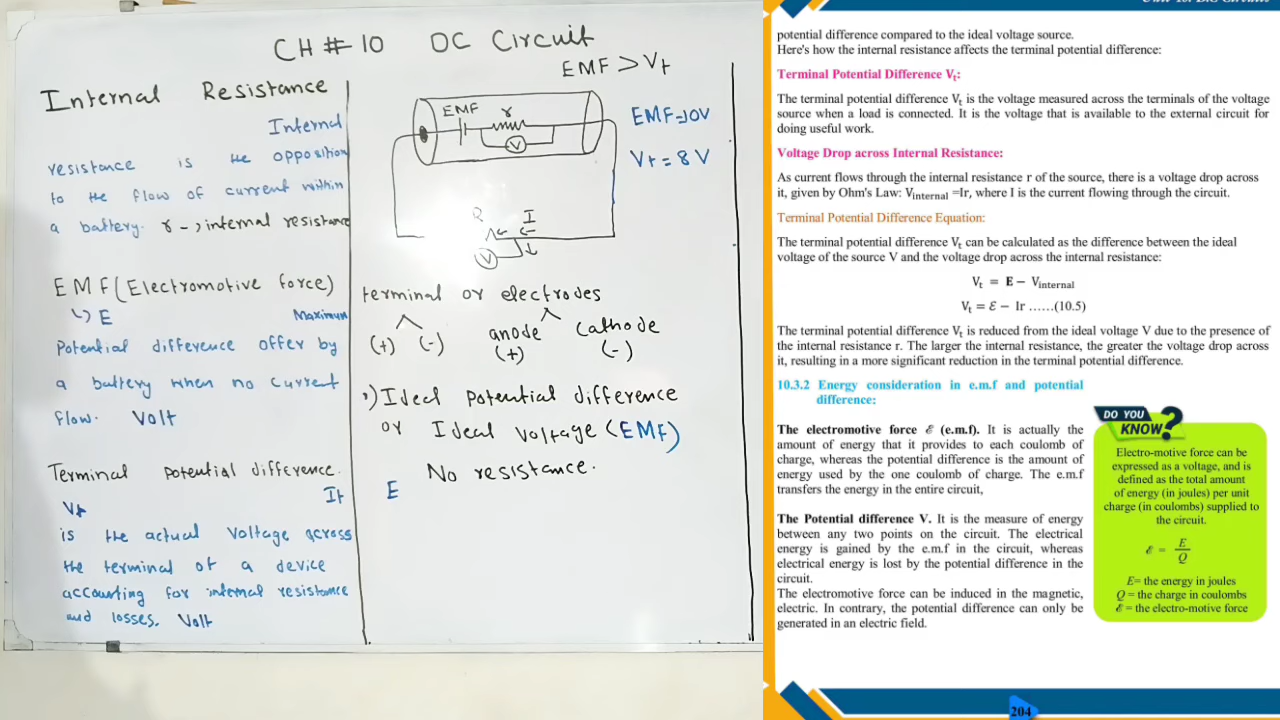 CH # 10 DC Circuit
Internal Resistance
Internal
resistance is the opposition
to the flow of current within
a battery. r -> internal resistance
EMF (Electromotive force)
↳ E Maximum
Potential difference offer by
a battery when no current
flow. Volt
Terminal potential difference.
Vt It
is the actual Voltage across
the terminal of a device
accounting for internal resistance
and losses. Volt
EMF > Vt
EMF r
V
EMF=10V
Vt = 8 V
R I
V
terminal or electrodes
(+) (-) anode cathode
(+) (-)
1) Ideal potential difference
or Ideal Voltage (EMF)
No resistance.
E
potential difference compared to the ideal voltage source.
Here's how the internal resistance affects the terminal potential difference:
Terminal Potential Difference Vt:
The terminal potential difference Vt is the voltage measured across the terminals of the voltage
source when a load is connected. It is the voltage that is available to the external circuit for
doing useful work.
Voltage Drop across Internal Resistance:
As current flows through the internal resistance r of the source, there is a voltage drop across
it, given by Ohm's Law: Vinternal =Ir, where I is the current flowing through the circuit.
Terminal Potential Difference Equation:
The terminal potential difference Vt can be calculated as the difference between the ideal
voltage of the source V and the voltage drop across the internal resistance:
Vt = E − Vinternal
Vt = ℰ − Ir ......(10.5)
The terminal potential difference Vt is reduced from the ideal voltage V due to the presence of
the internal resistance r. The larger the internal resistance, the greater the voltage drop across
it, resulting in a more significant reduction in the terminal potential difference.
10.3.2 Energy consideration in e.m.f and potential
difference:
The electromotive force ℰ (e.m.f). It is actually the
amount of energy that it provides to each coulomb of
charge, whereas the potential difference is the amount of
energy used by the one coulomb of charge. The e.m.f
transfers the energy in the entire circuit,
The Potential difference V. It is the measure of energy
between any two points on the circuit. The electrical
energy is gained by the e.m.f in the circuit, whereas
electrical energy is lost by the potential difference in the
circuit.
The electromotive force can be induced in the magnetic,
electric. In contrary, the potential difference can only be
generated in an electric field.
DO YOU
KNOW?
Electro-motive force can be
expressed as a voltage, and is
defined as the total amount
of energy (in joules) per unit
charge (in coulombs) supplied to
the circuit.
ℰ = E/Q
E= the energy in joules
Q = the charge in coulombs
ℰ = the electro-motive force
204